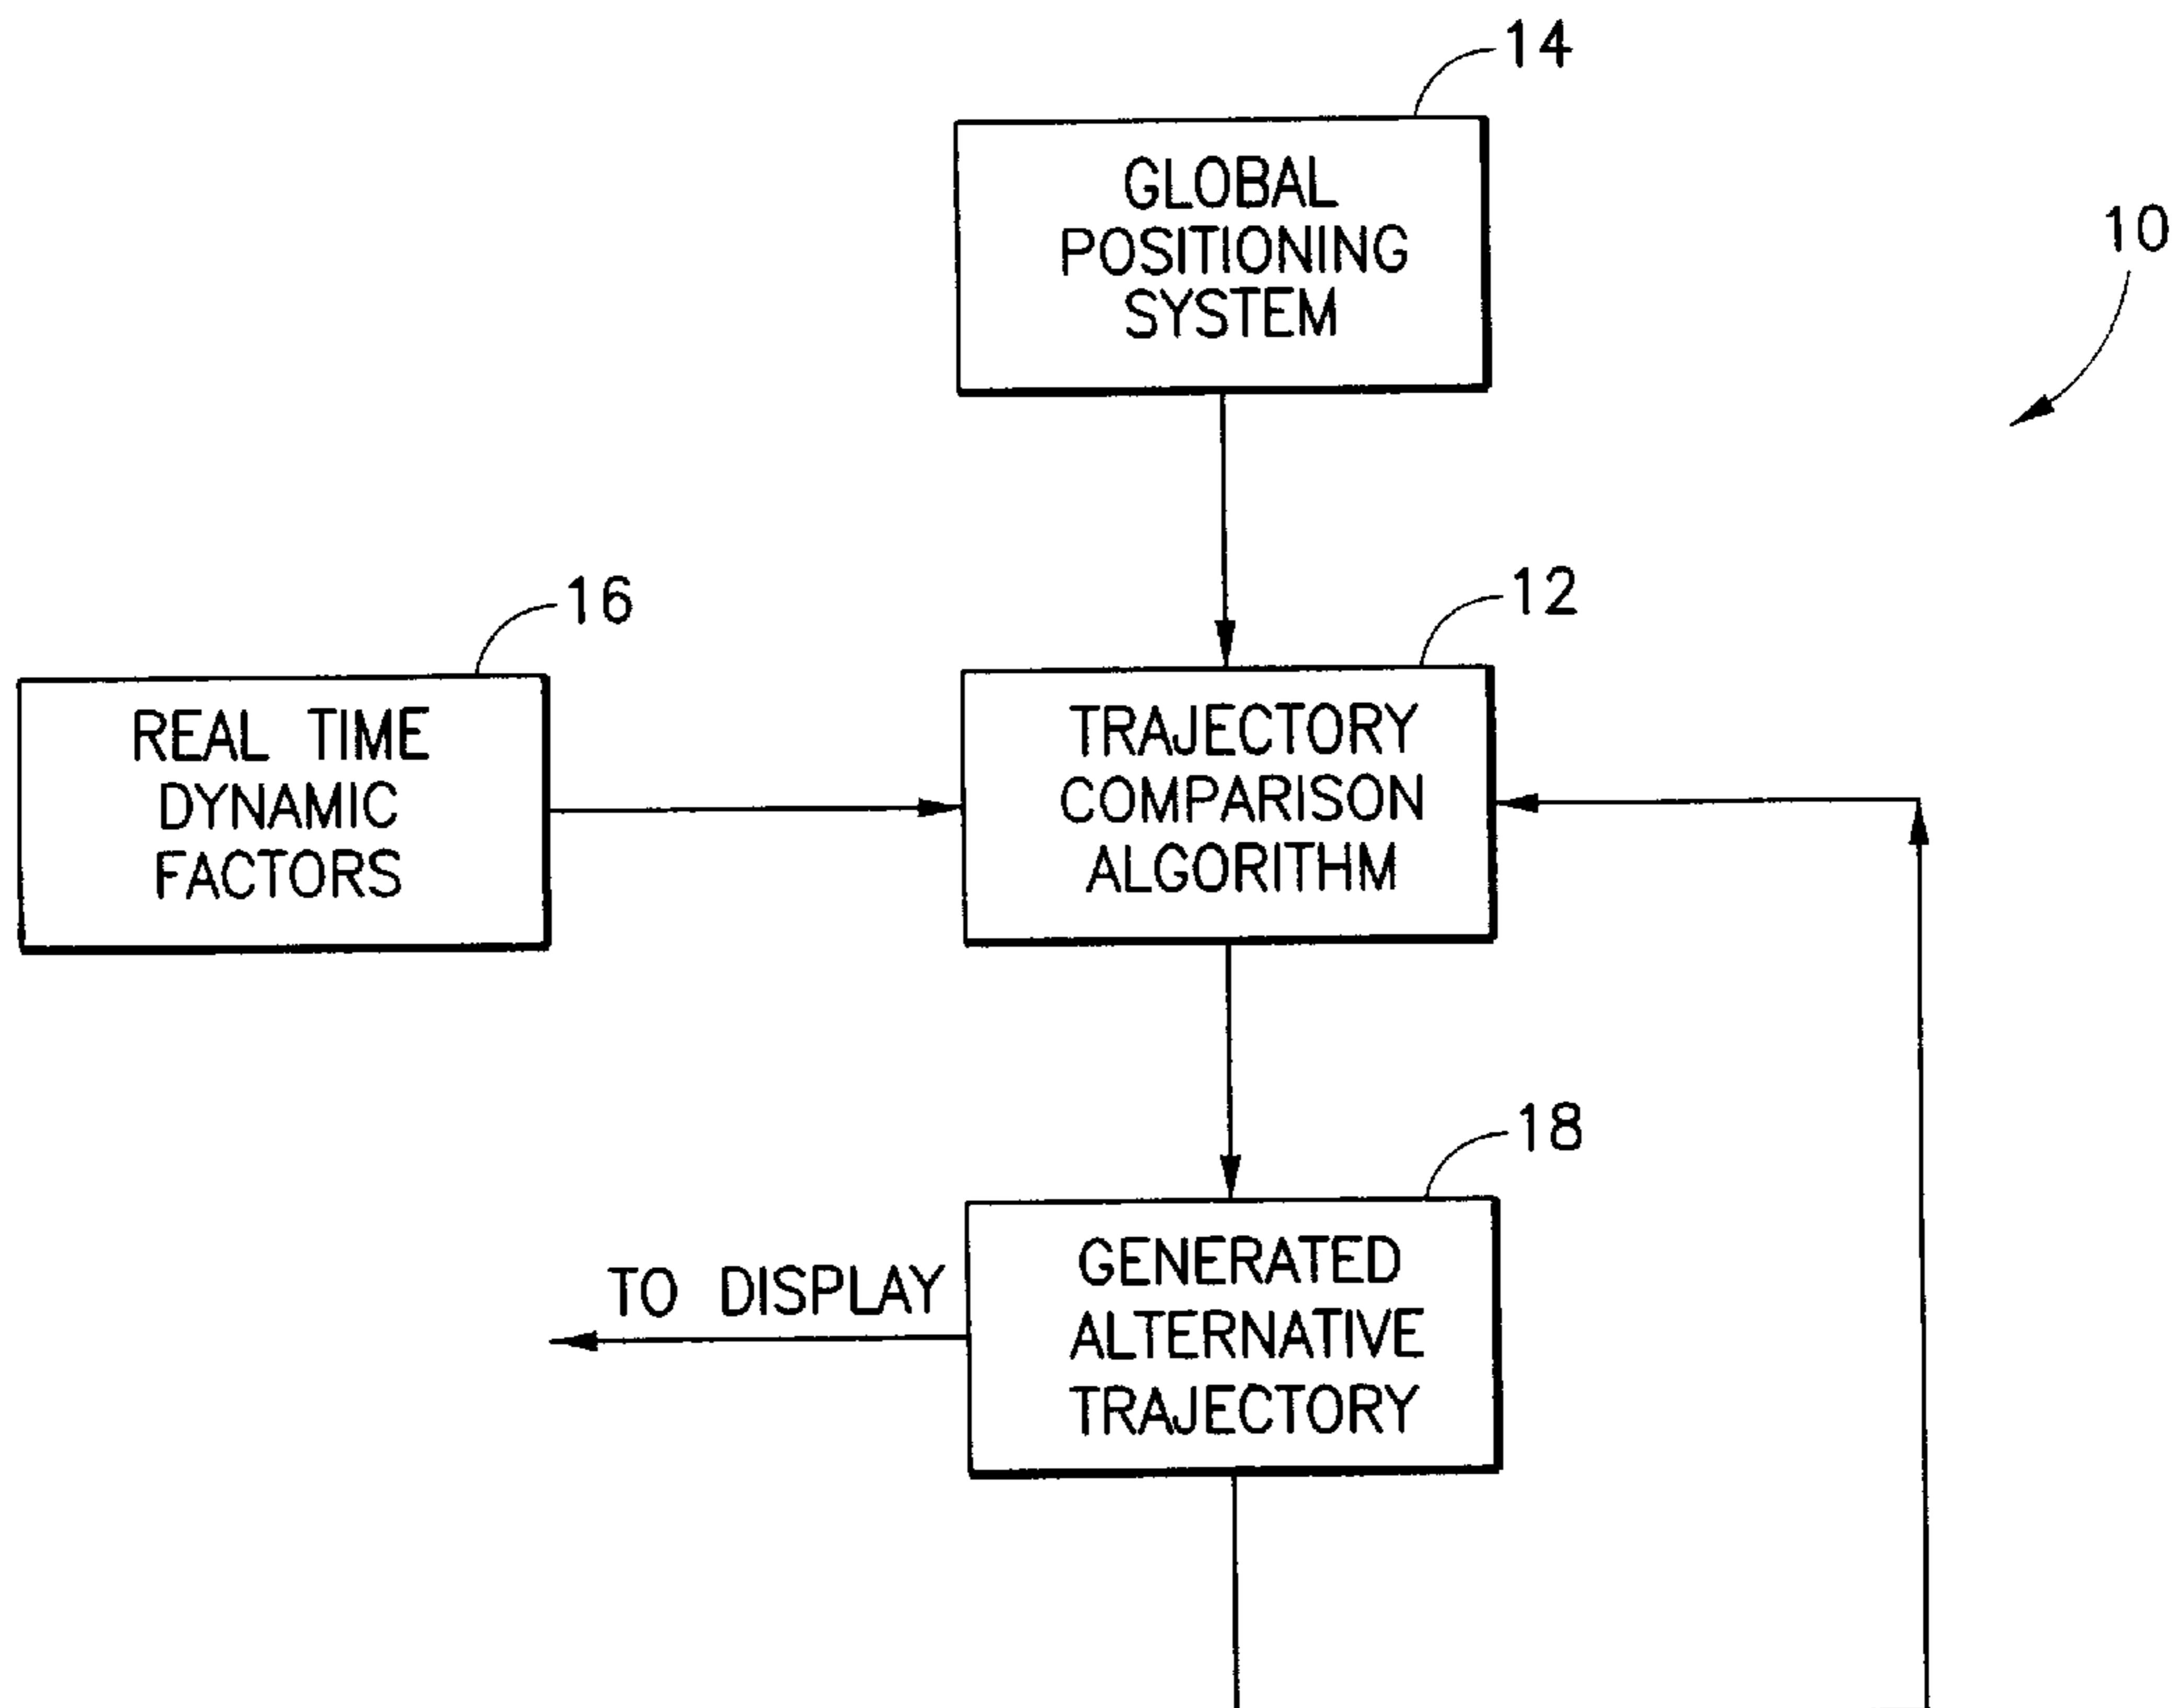 14
GLOBAL
POSITIONING
SYSTEM
10
16
12
REAL TIME
DYNAMIC
FACTORS
TRAJECTORY
COMPARISON
ALGORITHM
18
TO DISPLAY
GENERATED
ALTERNATIVE
TRAJECTORY